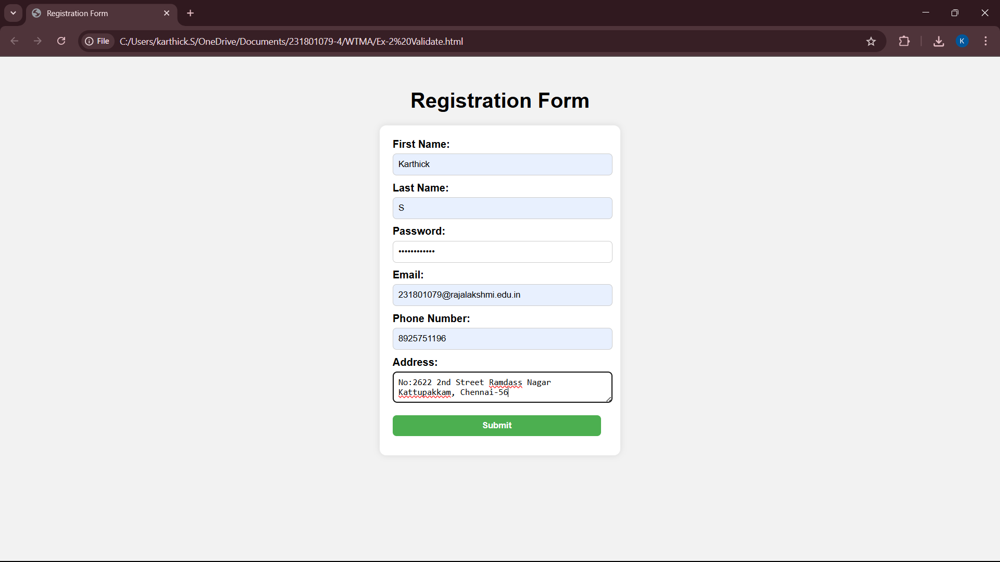 Registration Form
File
C:/Users/karthick.S/OneDrive/Documents/231801079-4/WTMA/Ex-2%20Validate.html
K
Registration Form
First Name:
Karthick
Last Name:
S
Password:
••••••••••••
Email:
231801079@rajalakshmi.edu.in
Phone Number:
8925751196
Address:
No:2622 2nd Street Ramdass Nagar
Kattupakkam, Chennai-56
Submit